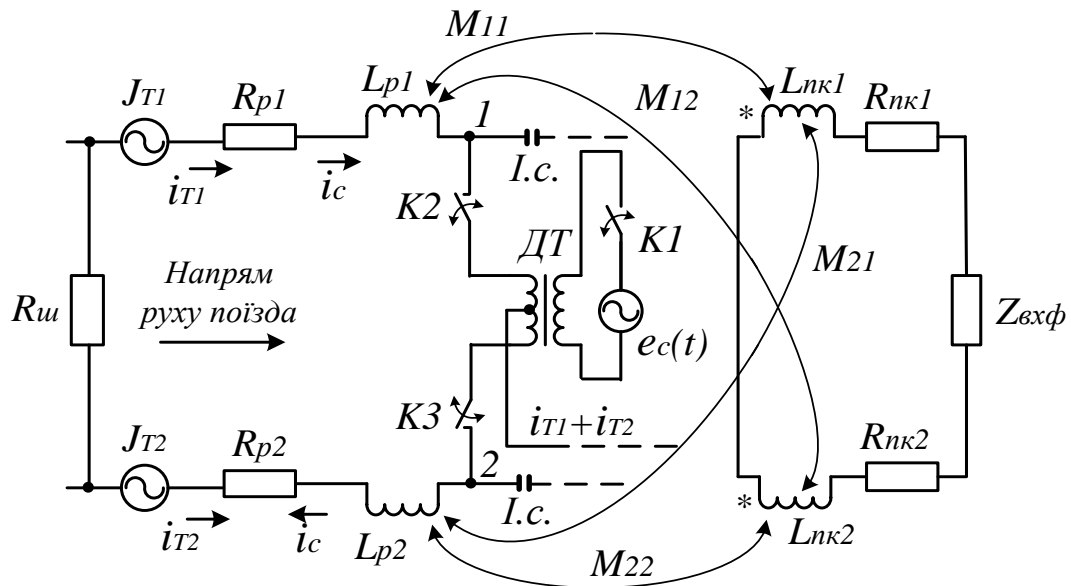 M11
Lp1
Lпк1
JT1
Rp1
M12
Rпк1
1
*
I.c.
iT1
ic
K2
ДТ
K1
M21
Rш
Напрям
руху поїзда
Zвхф
ec(t)
K3
iT1+iT2
JT2
Rp2
2
Rпк2
I.c.
*
iT2
ic
Lp2
Lпк2
M22